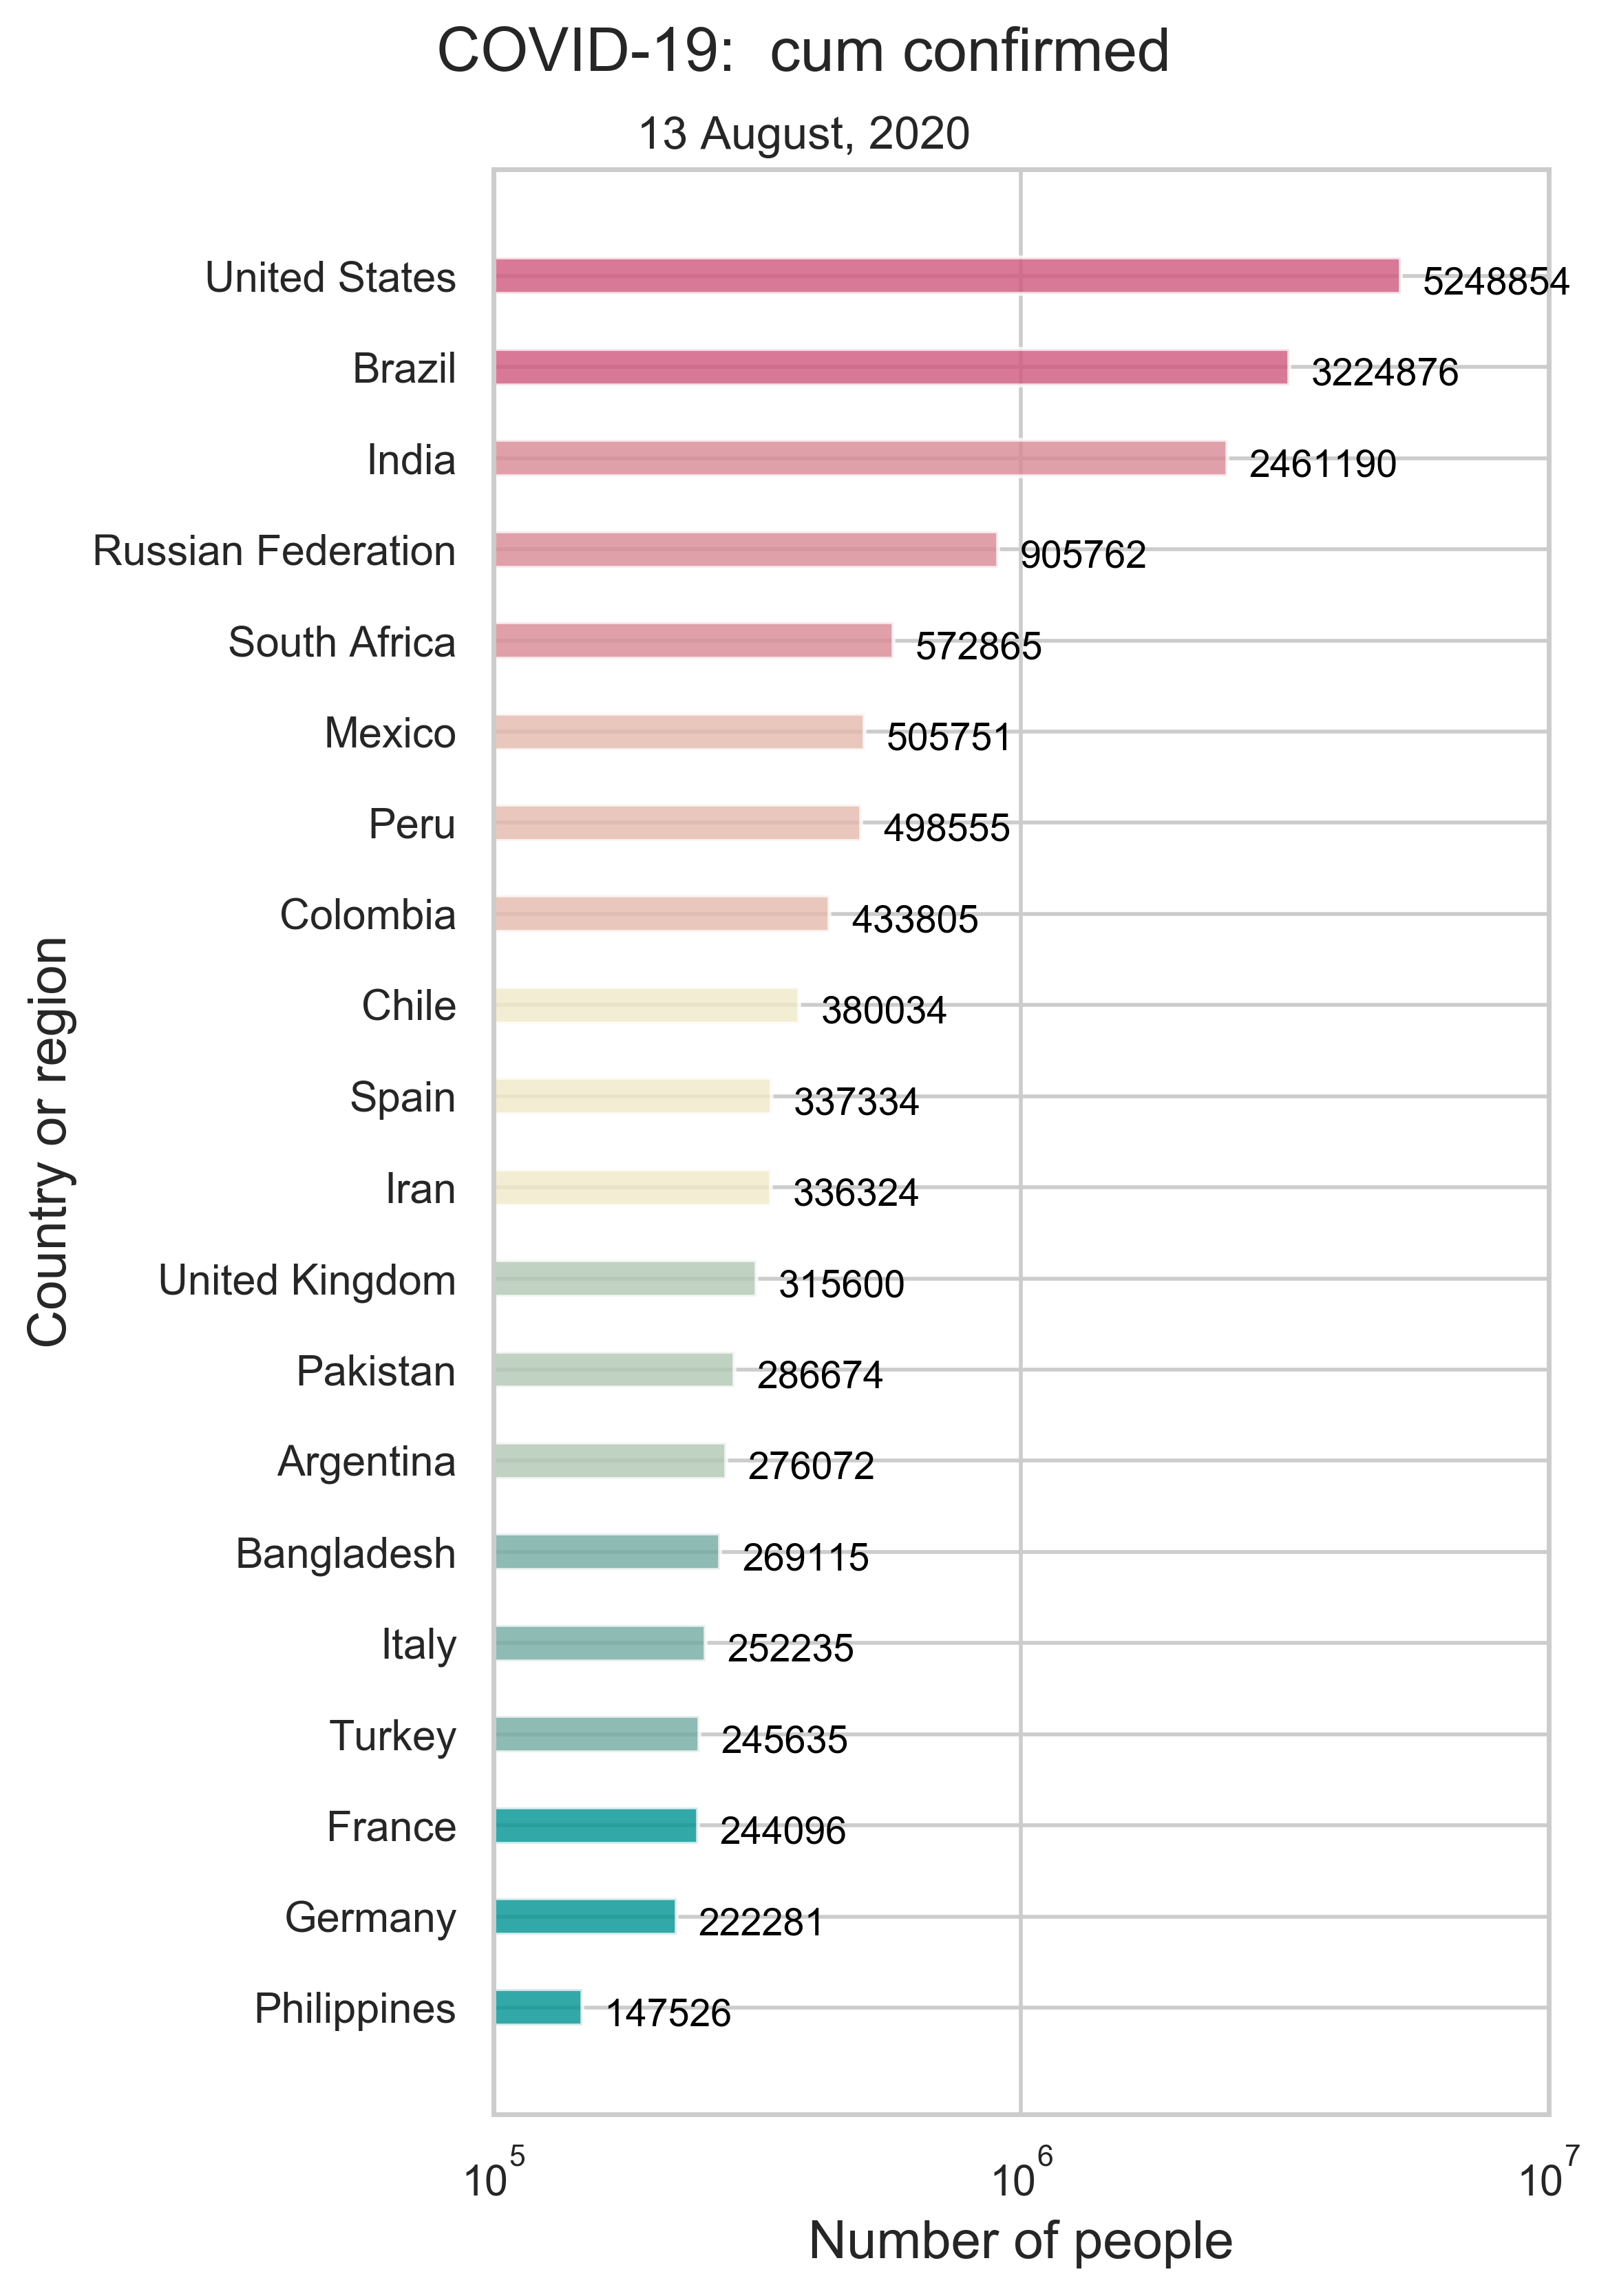 COVID-19:  cum confirmed
13 August, 2020
United States 5248854
Brazil 3224876
India 2461190
Russian Federation 905762
South Africa 572865
Mexico 505751
Peru 498555
Colombia 433805
Chile 380034
Spain 337334
Iran 336324
United Kingdom 315600
Pakistan 286674
Argentina 276072
Bangladesh 269115
Italy 252235
Turkey 245635
France 244096
Germany 222281
Philippines 147526
Country or region
10^5 10^6 10^7
Number of people